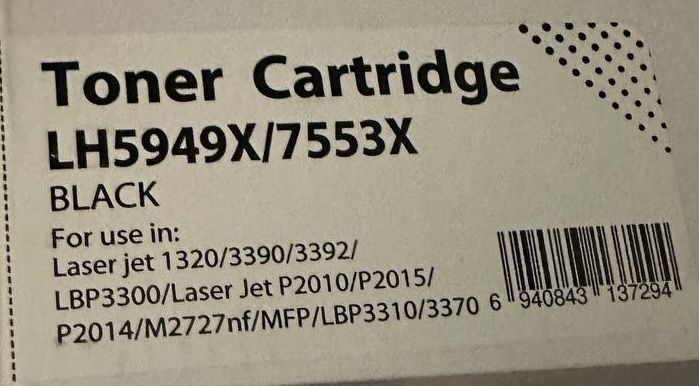 Toner Cartridge
LH5949X/7553X
BLACK
For use in:
Laser jet 1320/3390/3392/
LBP3300/Laser Jet P2010/P2015/
P2014/M2727nf/MFP/LBP3310/3370
6 940843 137294